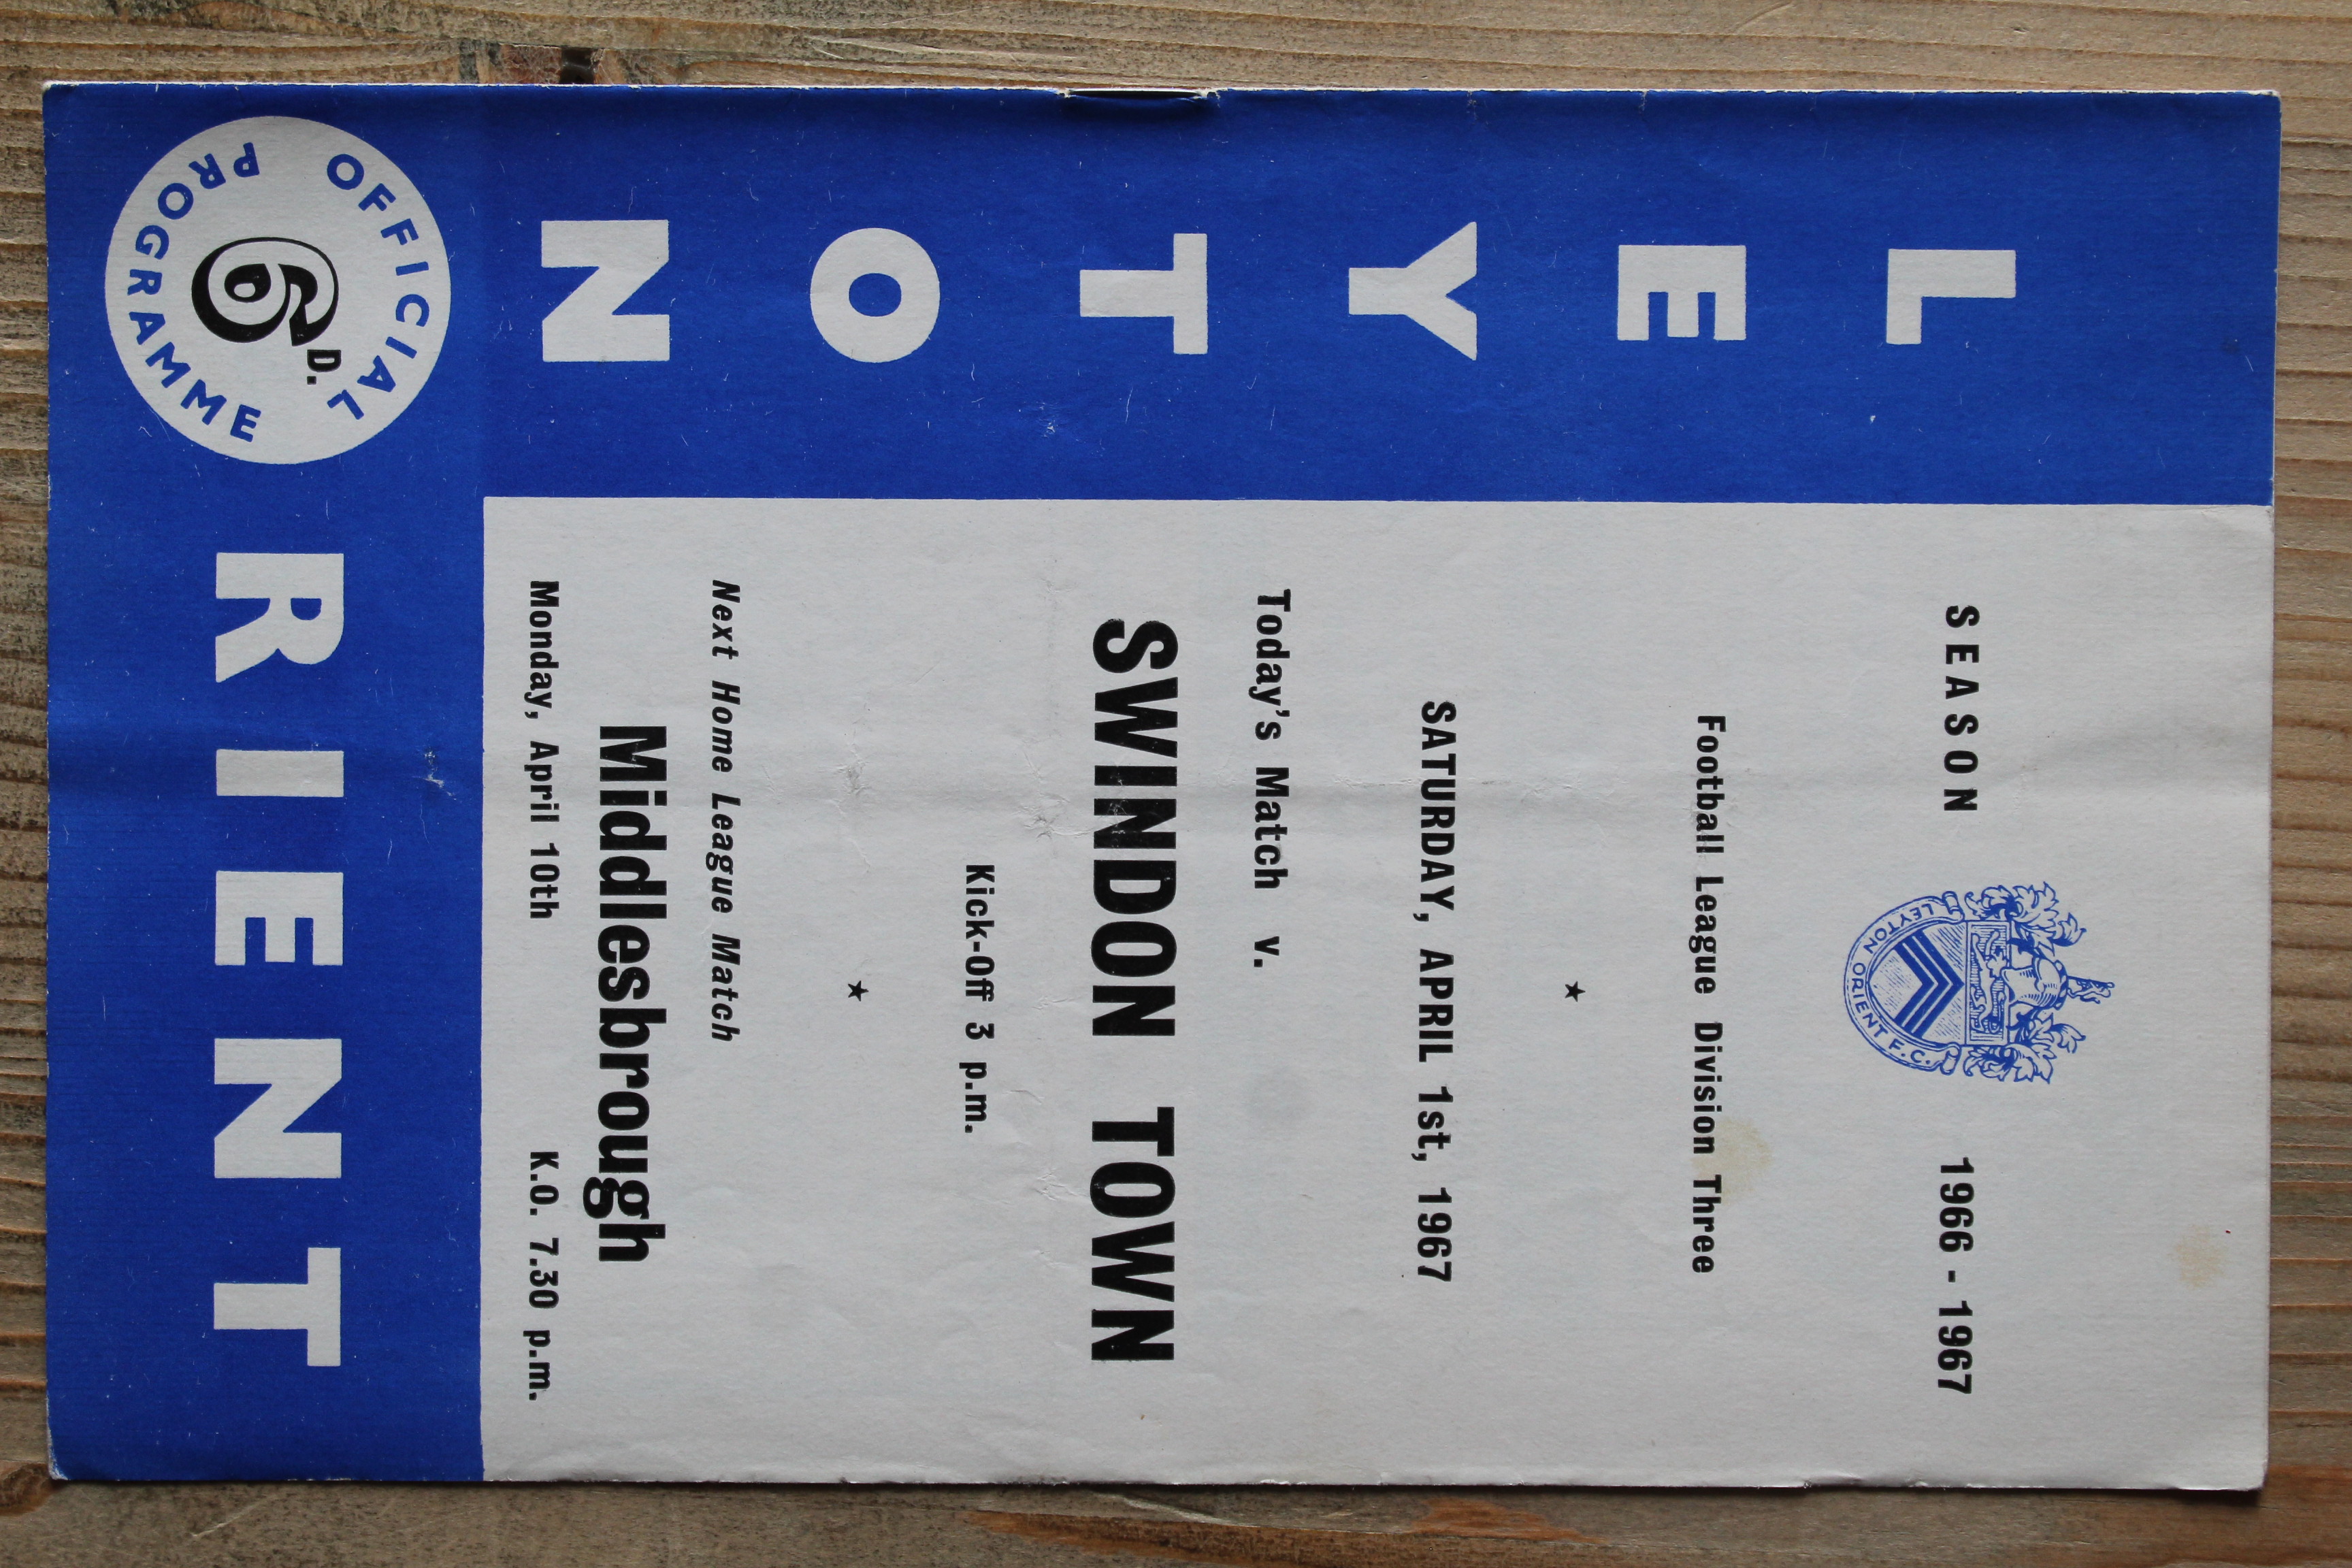 LEYTON
SEASON 1966 - 1967
LEYTON ORIENT F.C.
Football League Division Three
SATURDAY, APRIL 1st, 1967
Today's Match v.
SWINDON TOWN
Kick-Off 3 p.m.
Next Home League Match
Middlesbrough
Monday, April 10th K.O. 7.30 p.m.
OFFICIAL
6D.
PROGRAMME
RIENT